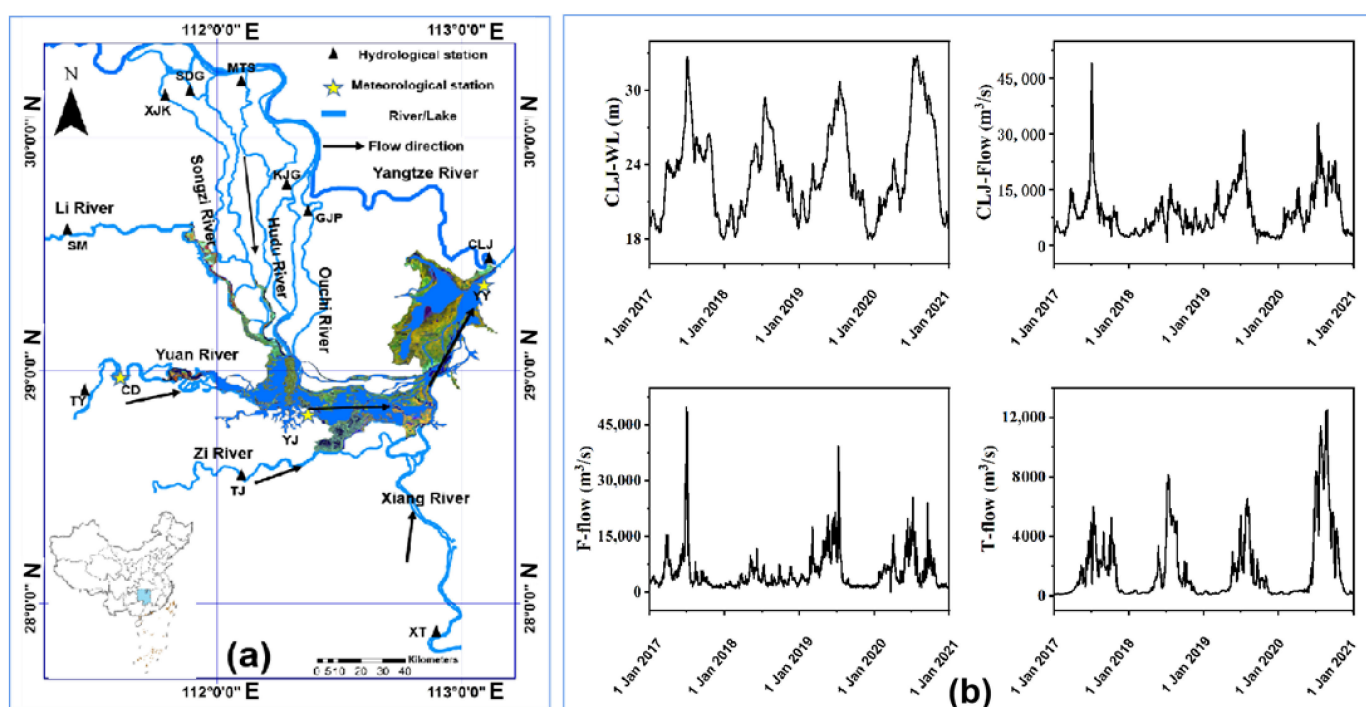 112°0'0" E
113°0'0" E
N
Hydrological station
Meteorological station
River/Lake
Flow direction
SDG
MTS
XJK
30°0'0" N
30°0'0" N
Songzi River
KJG
Yangtze River
GJP
Li River
SM
Hudu River
Ouchi River
CLJ
YY
Yuan River
29°0'0" N
29°0'0" N
TY
CD
YJ
Zi River
TJ
Xiang River
28°0'0" N
28°0'0" N
XT
(a)
0 5 10 20 30 40 Kilometers
112°0'0" E
113°0'0" E
CLJ-WL (m)
30
24
18
1 Jan 2017
1 Jan 2018
1 Jan 2019
1 Jan 2020
1 Jan 2021
CLJ-Flow (m³/s)
45,000
30,000
15,000
0
1 Jan 2017
1 Jan 2018
1 Jan 2019
1 Jan 2020
1 Jan 2021
F-flow (m³/s)
45,000
30,000
15,000
0
1 Jan 2017
1 Jan 2018
1 Jan 2019
1 Jan 2020
1 Jan 2021
T-flow (m³/s)
12,000
8000
4000
0
1 Jan 2017
1 Jan 2018
1 Jan 2019
1 Jan 2020
1 Jan 2021
(b)